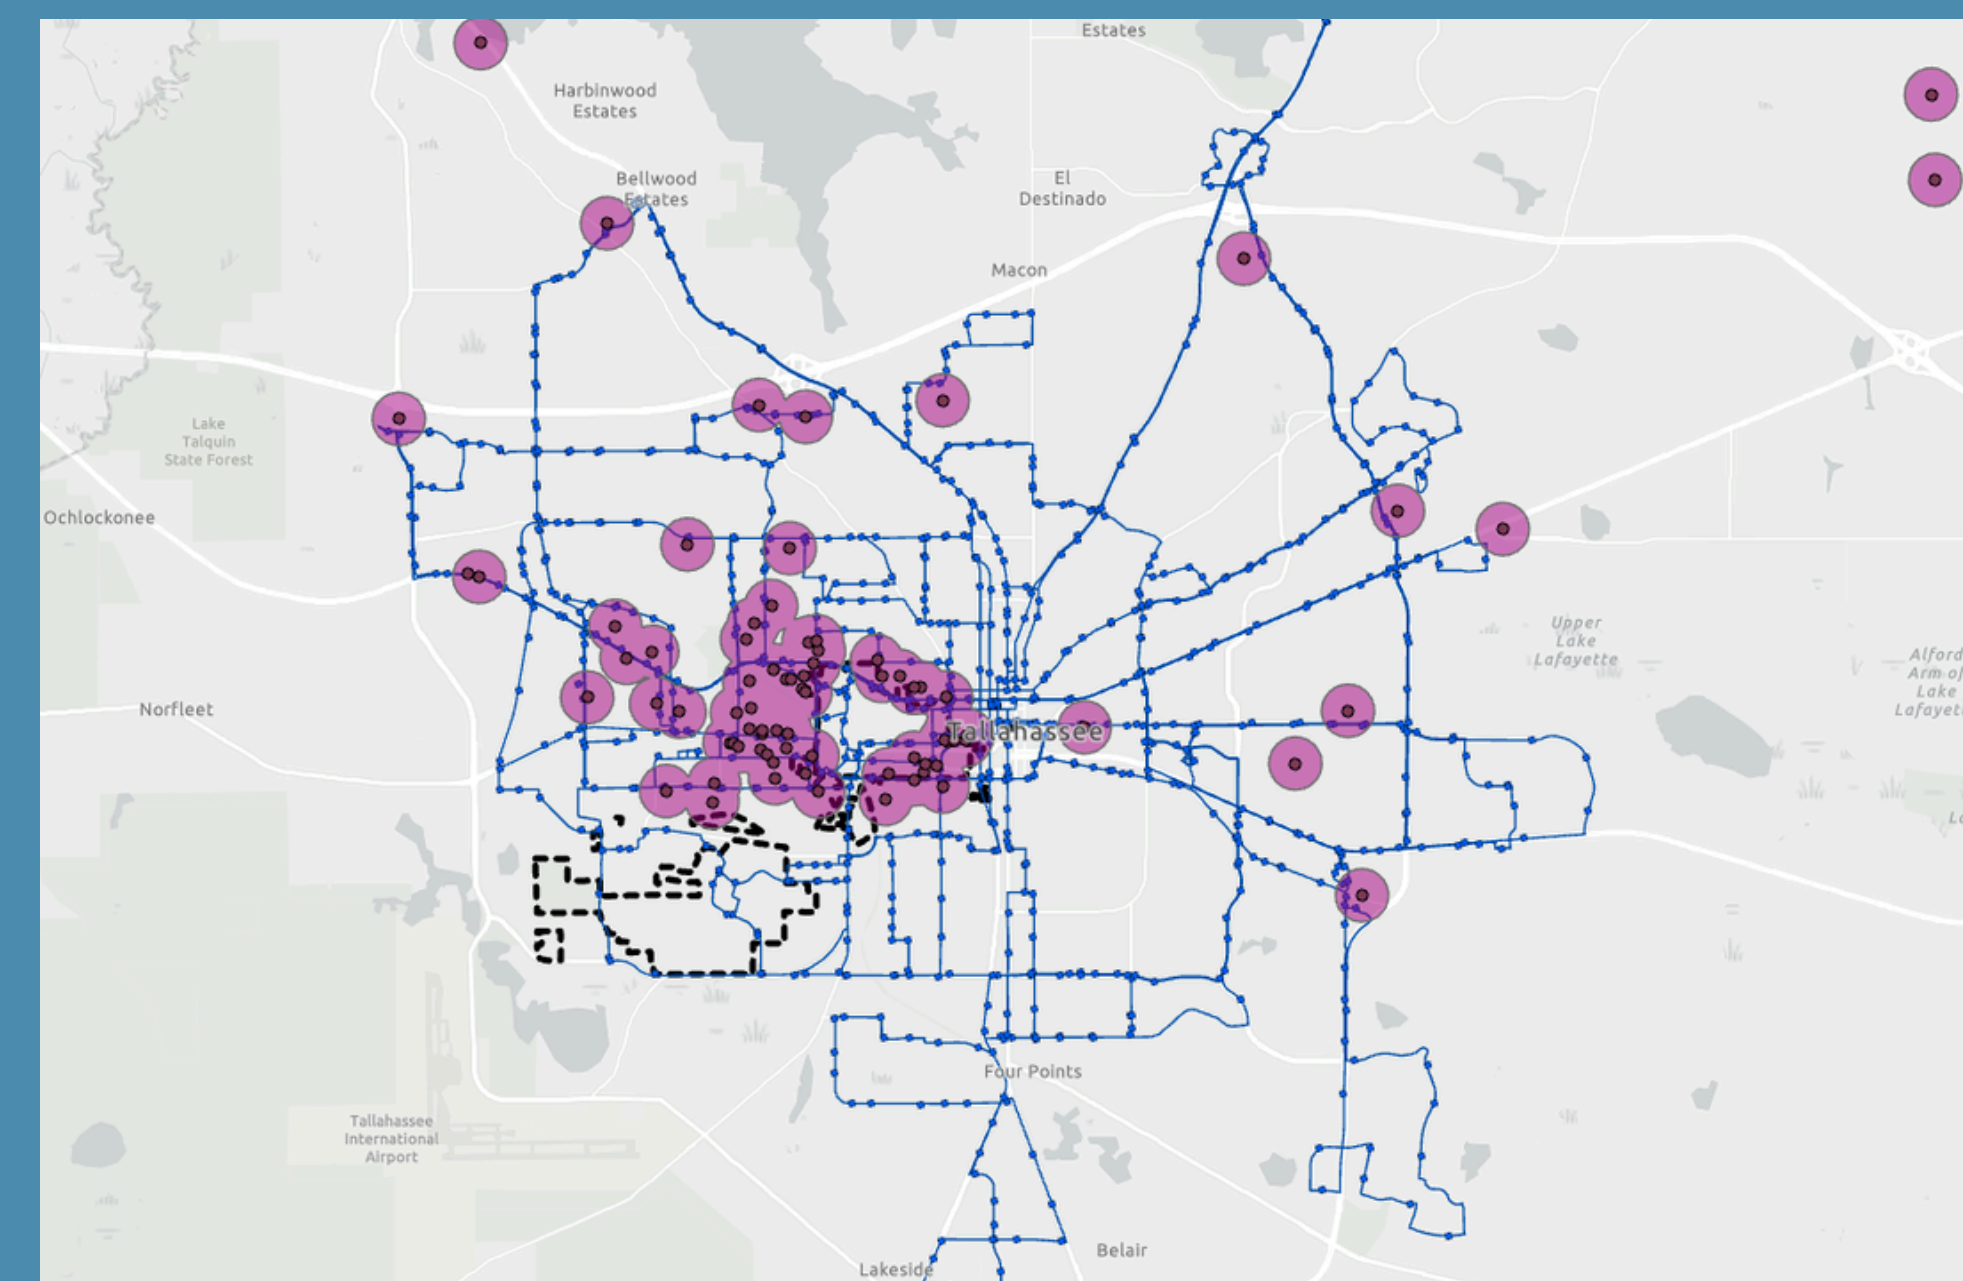 Estates
Harbinwood
Estates
Bellwood
Estates
El
Destinado
Macon
Lake
Talquin
State Forest
Ochlockonee
Upper
Lake
Lafayette
Alford
Arm of
Lake
Lafayet
Norfleet
Tallahassee
Four Points
Tallahassee
International
Airport
Belair
Lakeside